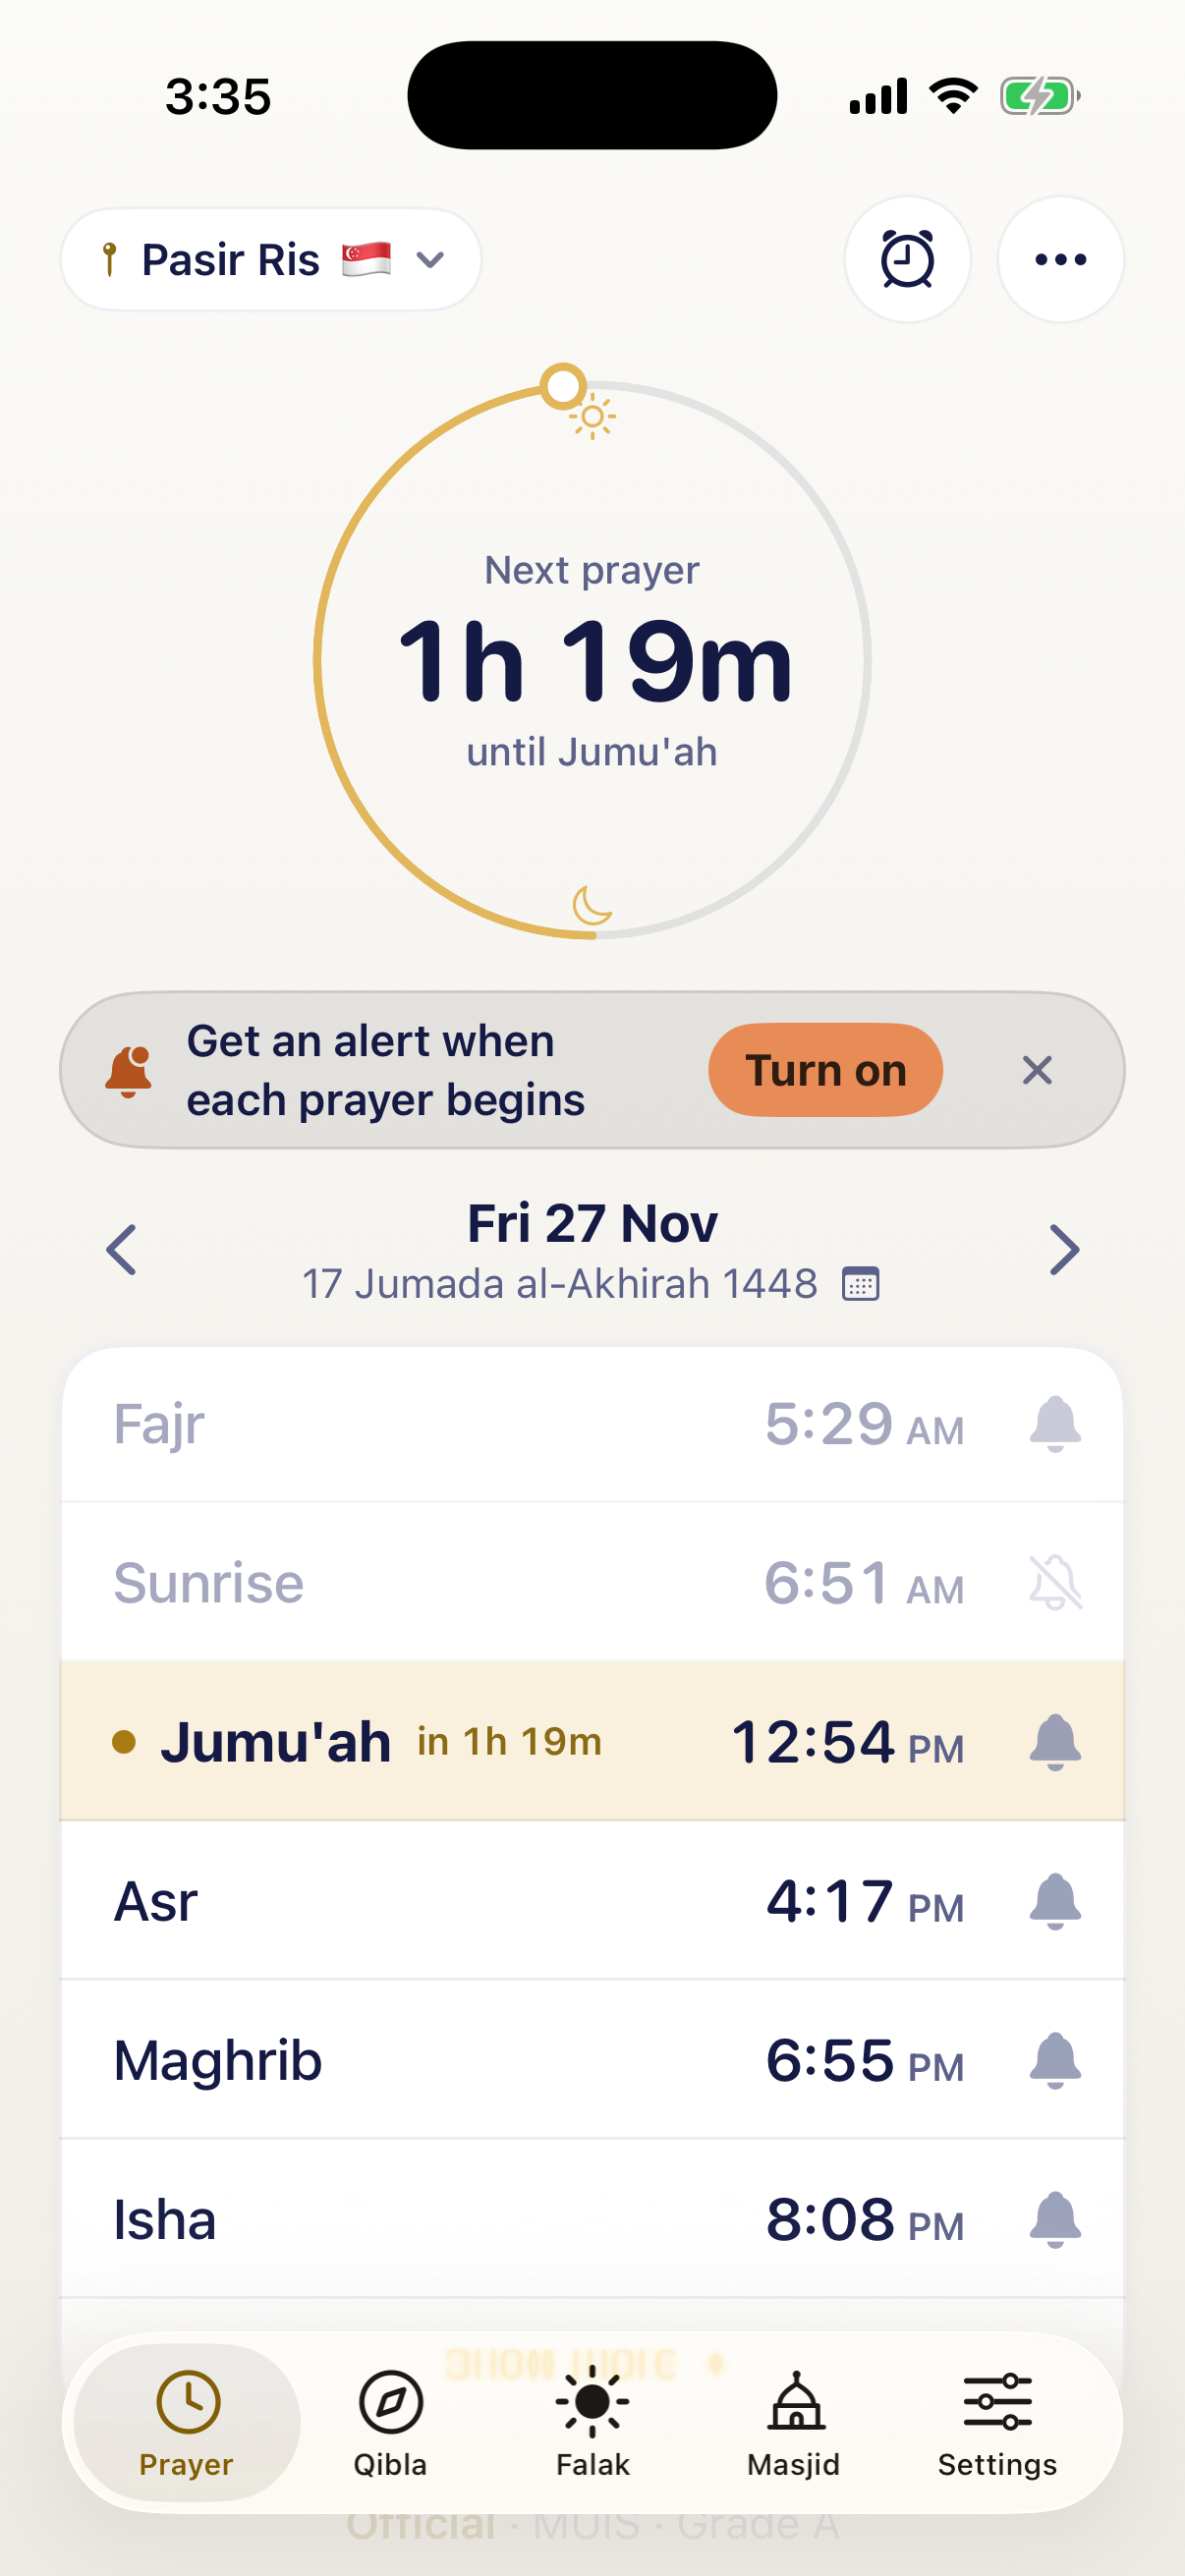 3:35
Pasir Ris
Next prayer
1h 19m
until Jumu'ah
Get an alert when
each prayer begins
Turn on
Fri 27 Nov
17 Jumada al-Akhirah 1448
Fajr 5:29 AM
Sunrise 6:51 AM
Jumu'ah in 1h 19m 12:54 PM
Asr 4:17 PM
Maghrib 6:55 PM
Isha 8:08 PM
Prayer Qibla Falak Masjid Settings
Official · MUIS · Grade A